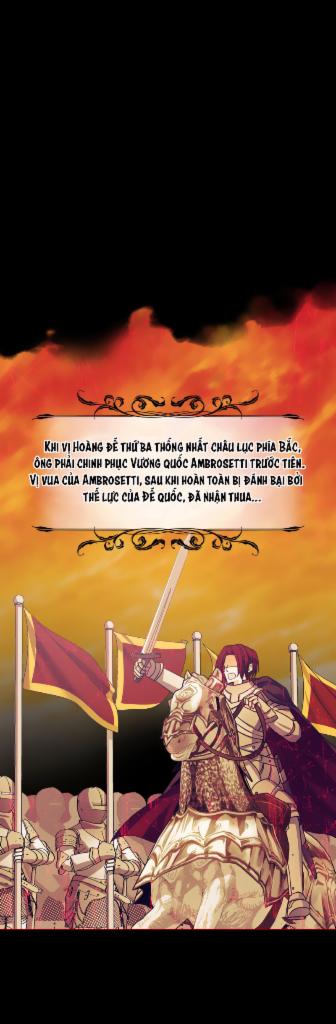 Khi vị Hoàng đế thứ ba thống nhất châu lục phía Bắc,
ông phải chinh phục Vương quốc Ambrosetti trước tiên.
Vị vua của Ambrosetti, sau khi hoàn toàn bị đánh bại bởi
thế lực của Đế quốc, đã nhận thua...